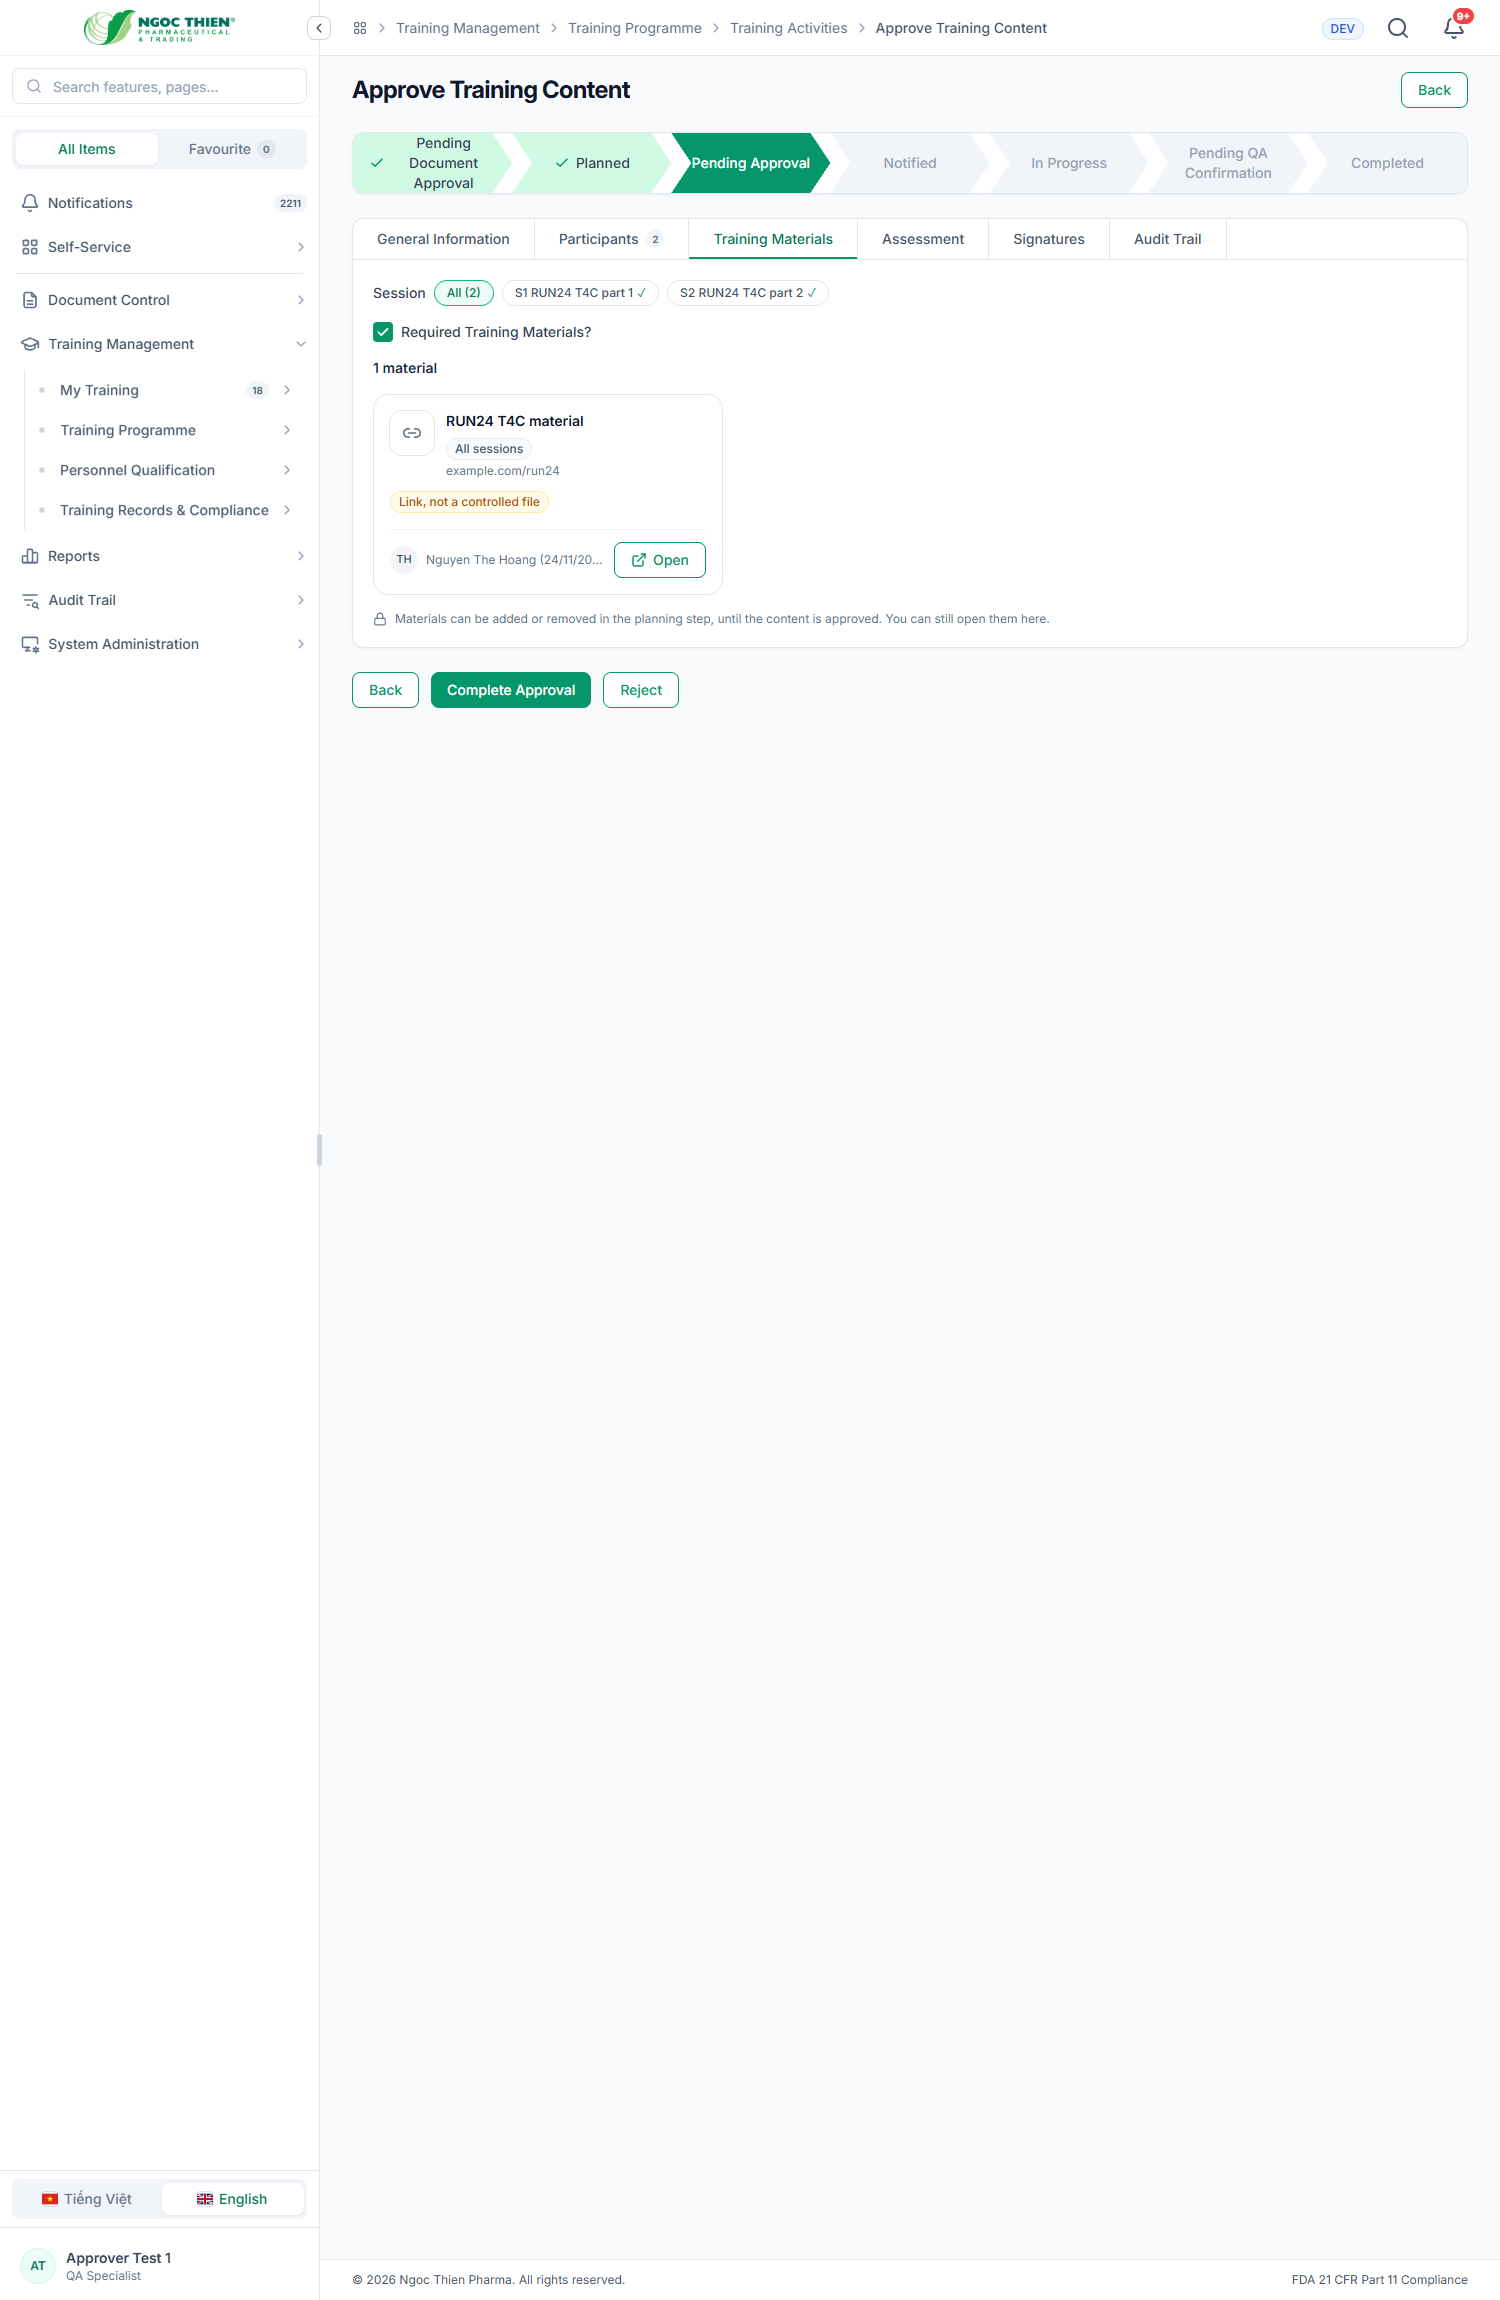 NGOC THIEN®
PHARMACEUTICAL
& TRADING
Search features, pages...
All Items
Favourite 0
Notifications 2211
Self-Service
Document Control
Training Management
My Training 18
Training Programme
Personnel Qualification
Training Records & Compliance
Reports
Audit Trail
System Administration
Tiếng Việt
English
AT
Approver Test 1
QA Specialist
Training Management
Training Programme
Training Activities
Approve Training Content
DEV
9+
Approve Training Content
Back
Pending
Document
Approval
Planned
Pending Approval
Notified
In Progress
Pending QA
Confirmation
Completed
General Information
Participants 2
Training Materials
Assessment
Signatures
Audit Trail
Session
All (2)
S1 RUN24 T4C part 1 ✓
S2 RUN24 T4C part 2 ✓
Required Training Materials?
1 material
RUN24 T4C material
All sessions
example.com/run24
Link, not a controlled file
TH
Nguyen The Hoang (24/11/20...
Open
Materials can be added or removed in the planning step, until the content is approved. You can still open them here.
Back
Complete Approval
Reject
© 2026 Ngoc Thien Pharma. All rights reserved.
FDA 21 CFR Part 11 Compliance